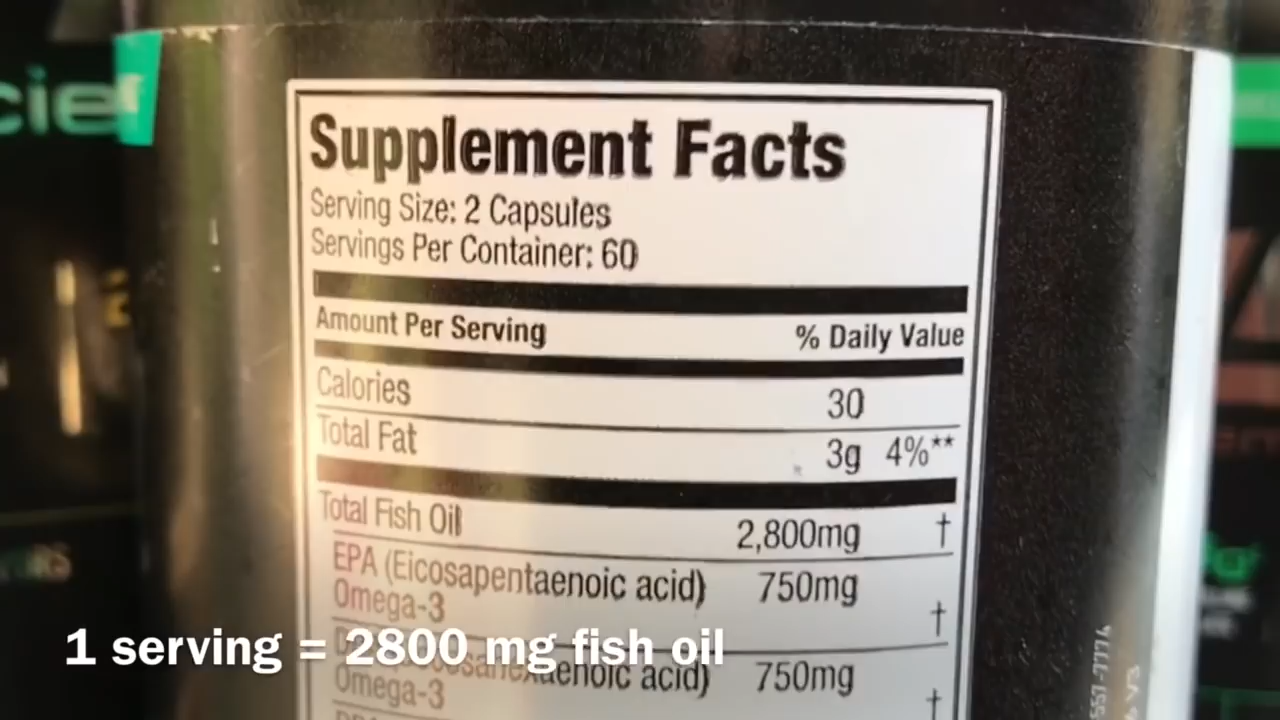 Supplement Facts
Serving Size: 2 Capsules
Servings Per Container: 60
Amount Per Serving % Daily Value
Calories 30
Total Fat 3g 4%**
Total Fish Oil 2,800mg †
EPA (Eicosapentaenoic acid) 750mg
Omega-3 †
acid) 750mg
Omega-3 †
1 serving = 2800 mg fish oil
V3